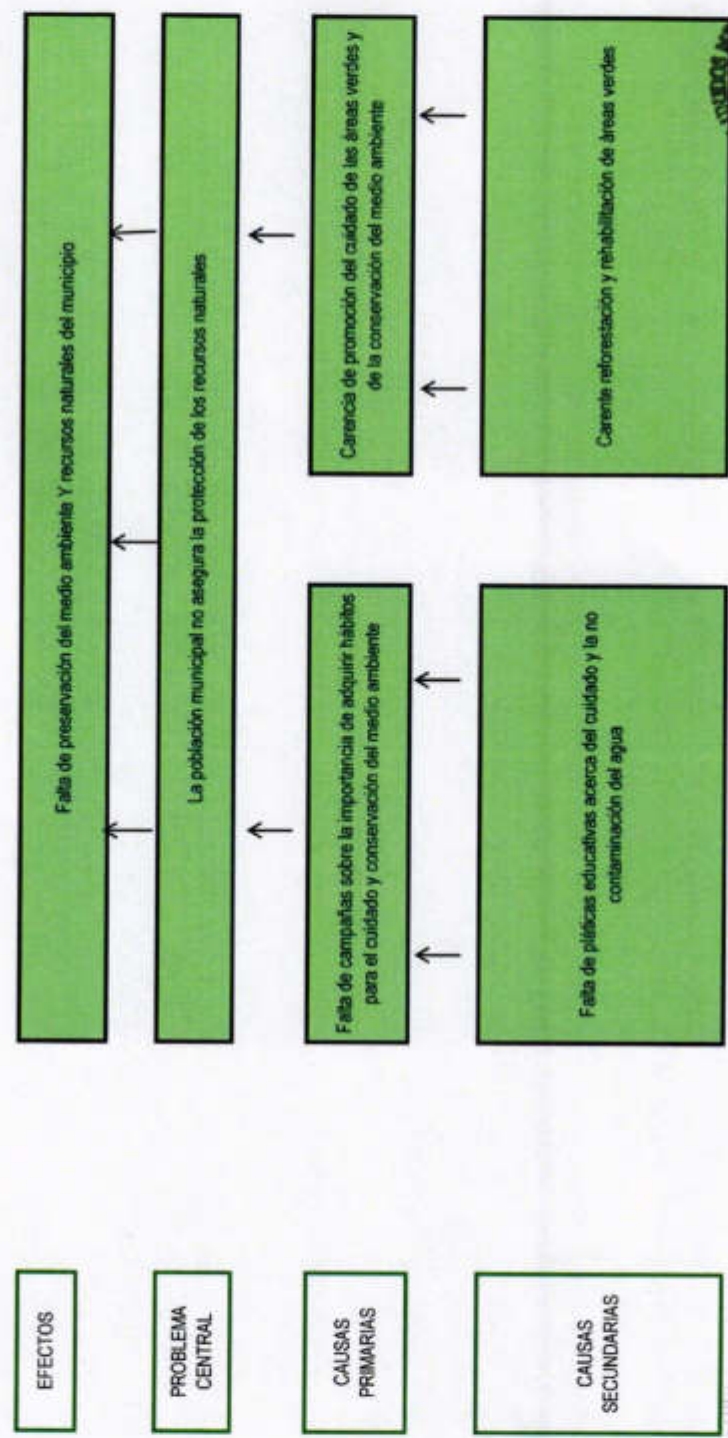 EFECTOS
Falta de preservación del medio ambiente Y recursos naturales del municipio
PROBLEMA
CENTRAL
La población municipal no asegura la protección de los recursos naturales
CAUSAS
PRIMARIAS
Falta de campañas sobre la importancia de adquirir hábitos
para el cuidado y conservación del medio ambiente
Carencia de promoción del cuidado de las áreas verdes y
de la conservación del medio ambiente
CAUSAS
SECUNDARIAS
Falta de pláticas educativas acerca del cuidado y la no
contaminación del agua
Carente reforestación y rehabilitación de áreas verdes